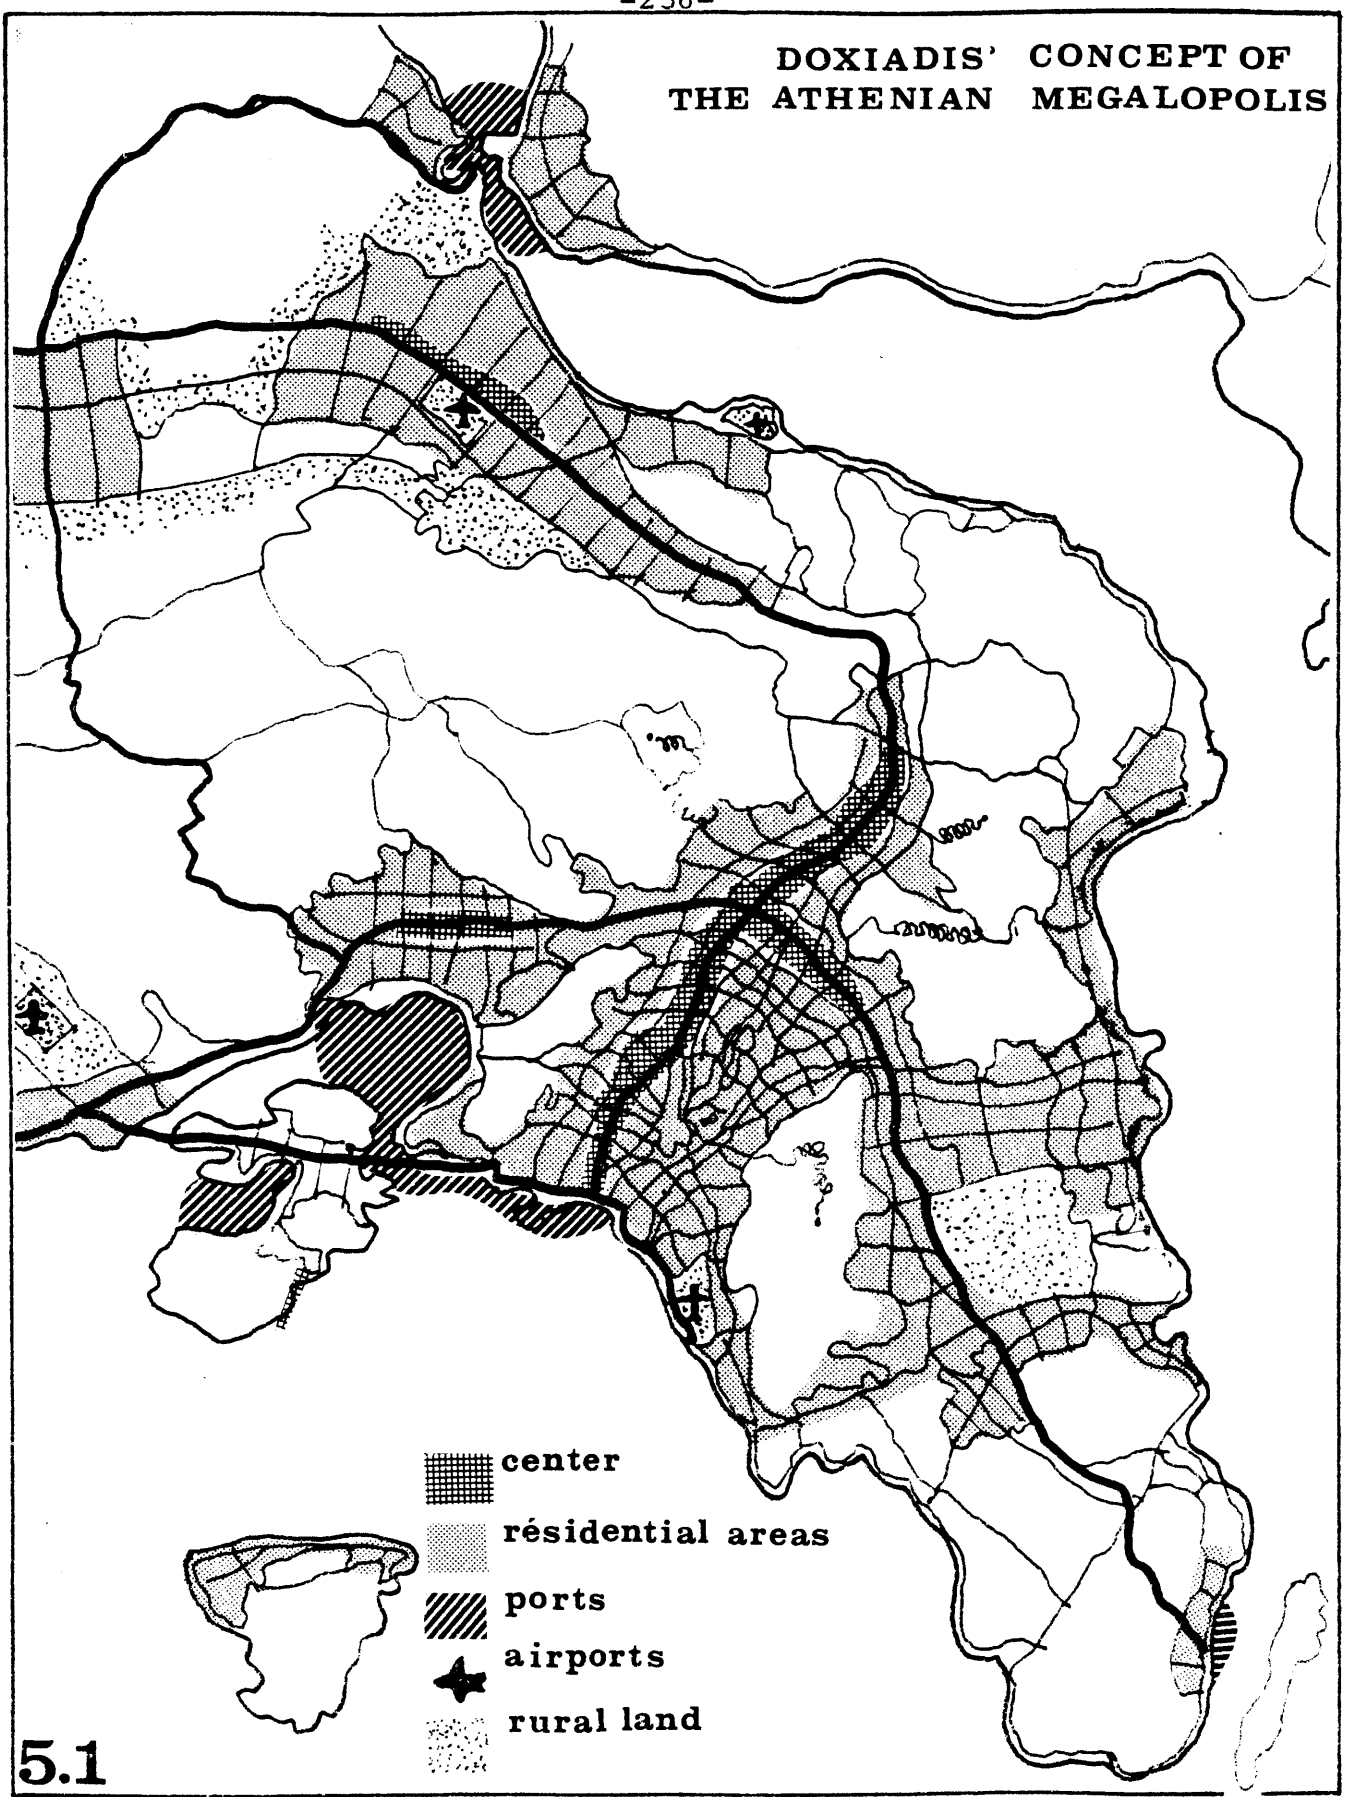 DOXIADIS' CONCEPT OF
THE ATHENIAN MEGALOPOLIS
center
résidential areas
ports
airports
rural land
5.1